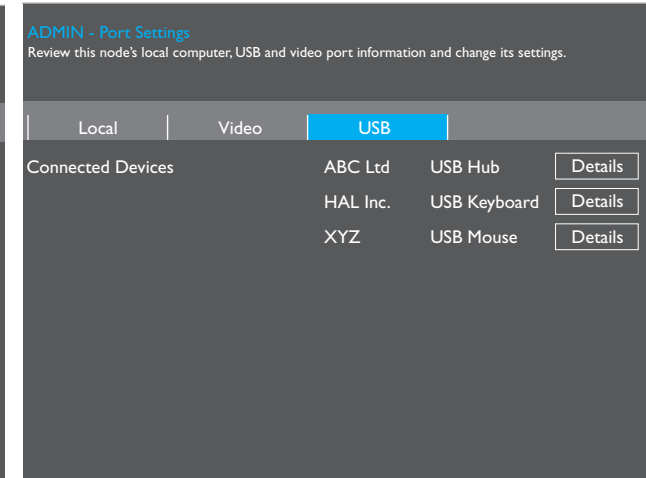 ADMIN - Port Settings
Review this node's local computer, USB and video port information and change its settings.
Local Video USB
Connected Devices ABC Ltd USB Hub Details
HAL Inc. USB Keyboard Details
XYZ USB Mouse Details